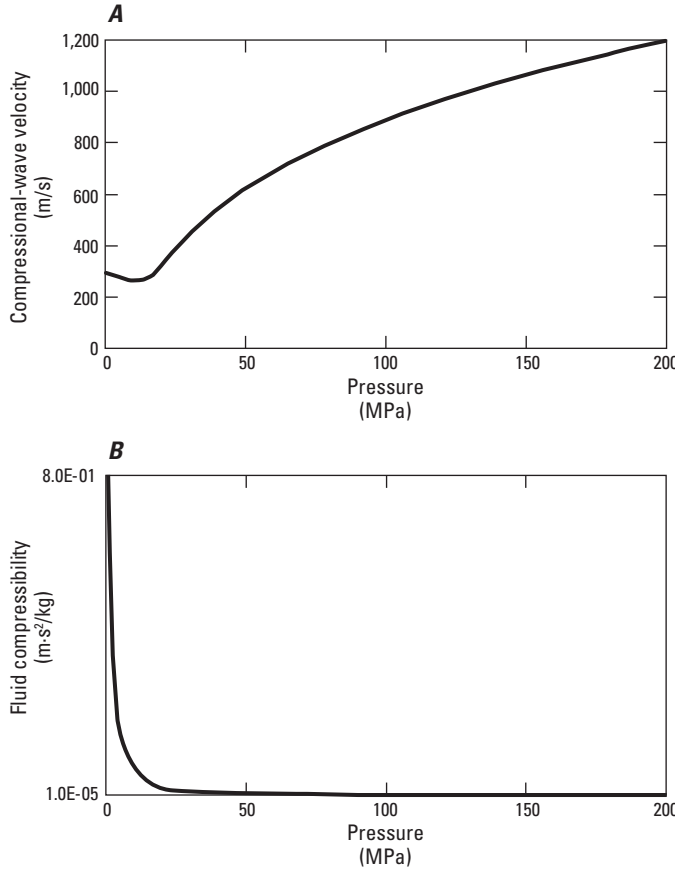 A
1,200
1,000
800
600
400
200
0
Compressional-wave velocity
(m/s)
0 50 100 150 200
Pressure
(MPa)
B
8.0E-01
Fluid compressibility
(m·s²/kg)
1.0E-05
0 50 100 150 200
Pressure
(MPa)